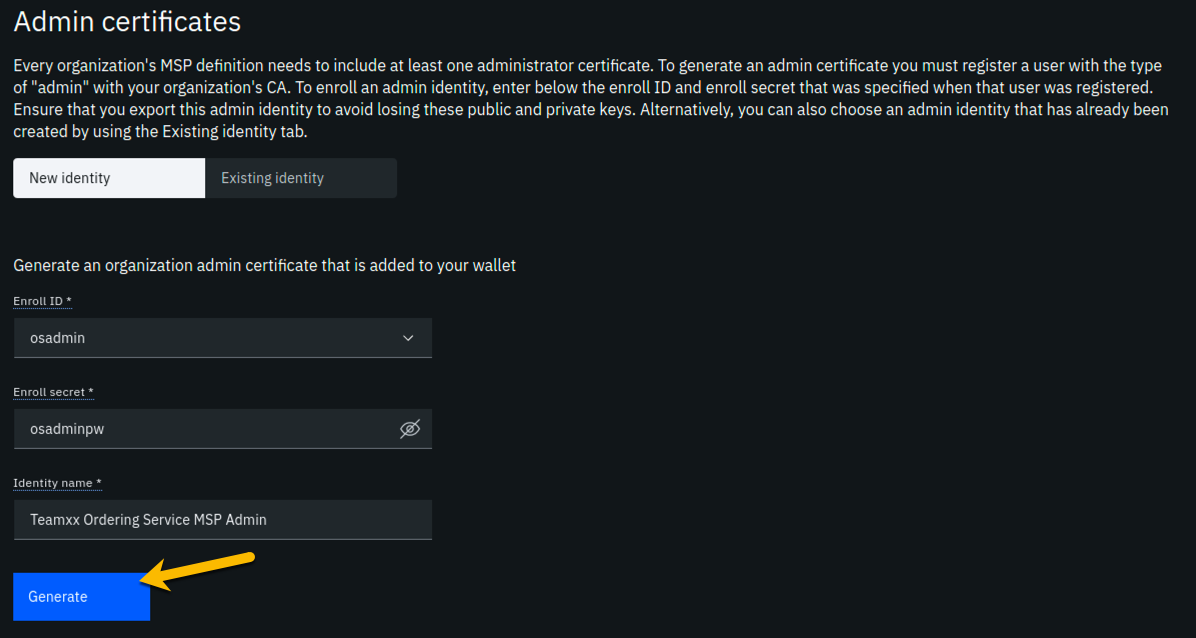 Admin certificates
Every organization's MSP definition needs to include at least one administrator certificate. To generate an admin certificate you must register a user with the type
of "admin" with your organization's CA. To enroll an admin identity, enter below the enroll ID and enroll secret that was specified when that user was registered.
Ensure that you export this admin identity to avoid losing these public and private keys. Alternatively, you can also choose an admin identity that has already been
created by using the Existing identity tab.
New identity
Existing identity
Generate an organization admin certificate that is added to your wallet
Enroll ID *
osadmin
Enroll secret *
osadminpw
Identity name *
Teamxx Ordering Service MSP Admin
Generate